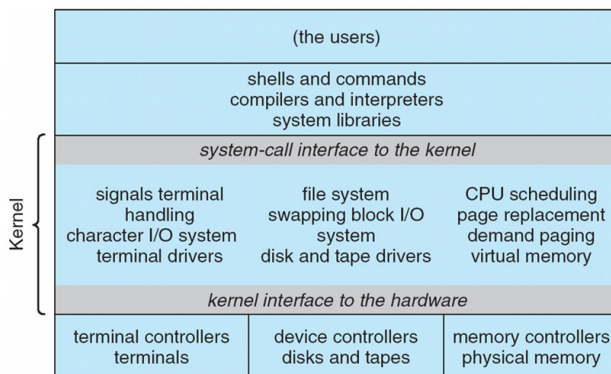 (the users)
shells and commands
compilers and interpreters
system libraries
Kernel
system-call interface to the kernel
signals terminal
handling
character I/O system
terminal drivers
file system
swapping block I/O
system
disk and tape drivers
CPU scheduling
page replacement
demand paging
virtual memory
kernel interface to the hardware
terminal controllers
terminals
device controllers
disks and tapes
memory controllers
physical memory